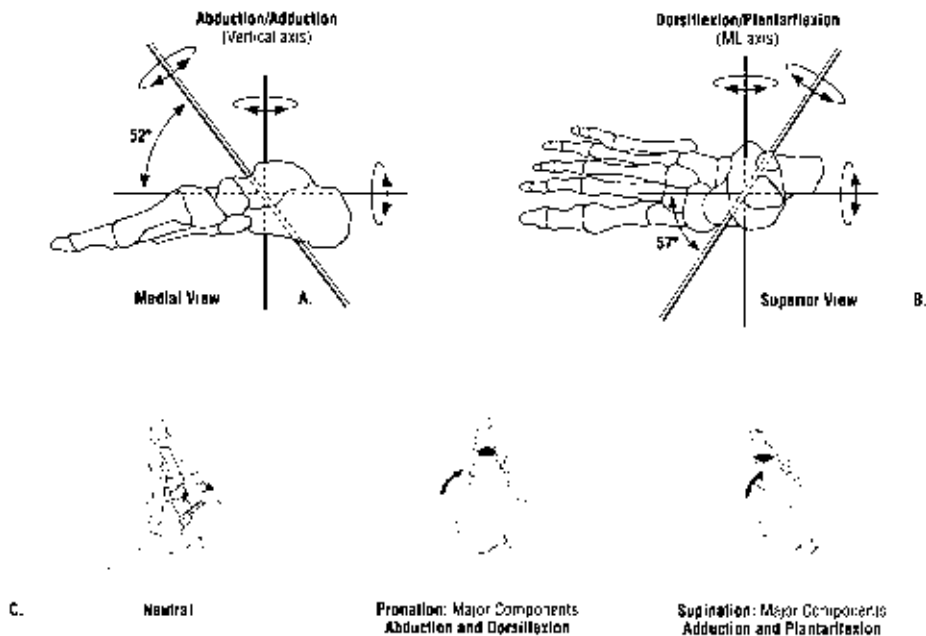 Abduction/Adduction
(Vertical axis)
52°
Medial View
A.
Dorsiflexion/Plantarflexion
(ML axis)
57°
Superior View
B.
C.
Neutral
Pronation: Major Components
Abduction and Dorsiflexion
Supination: Major Components
Adduction and Plantarflexion